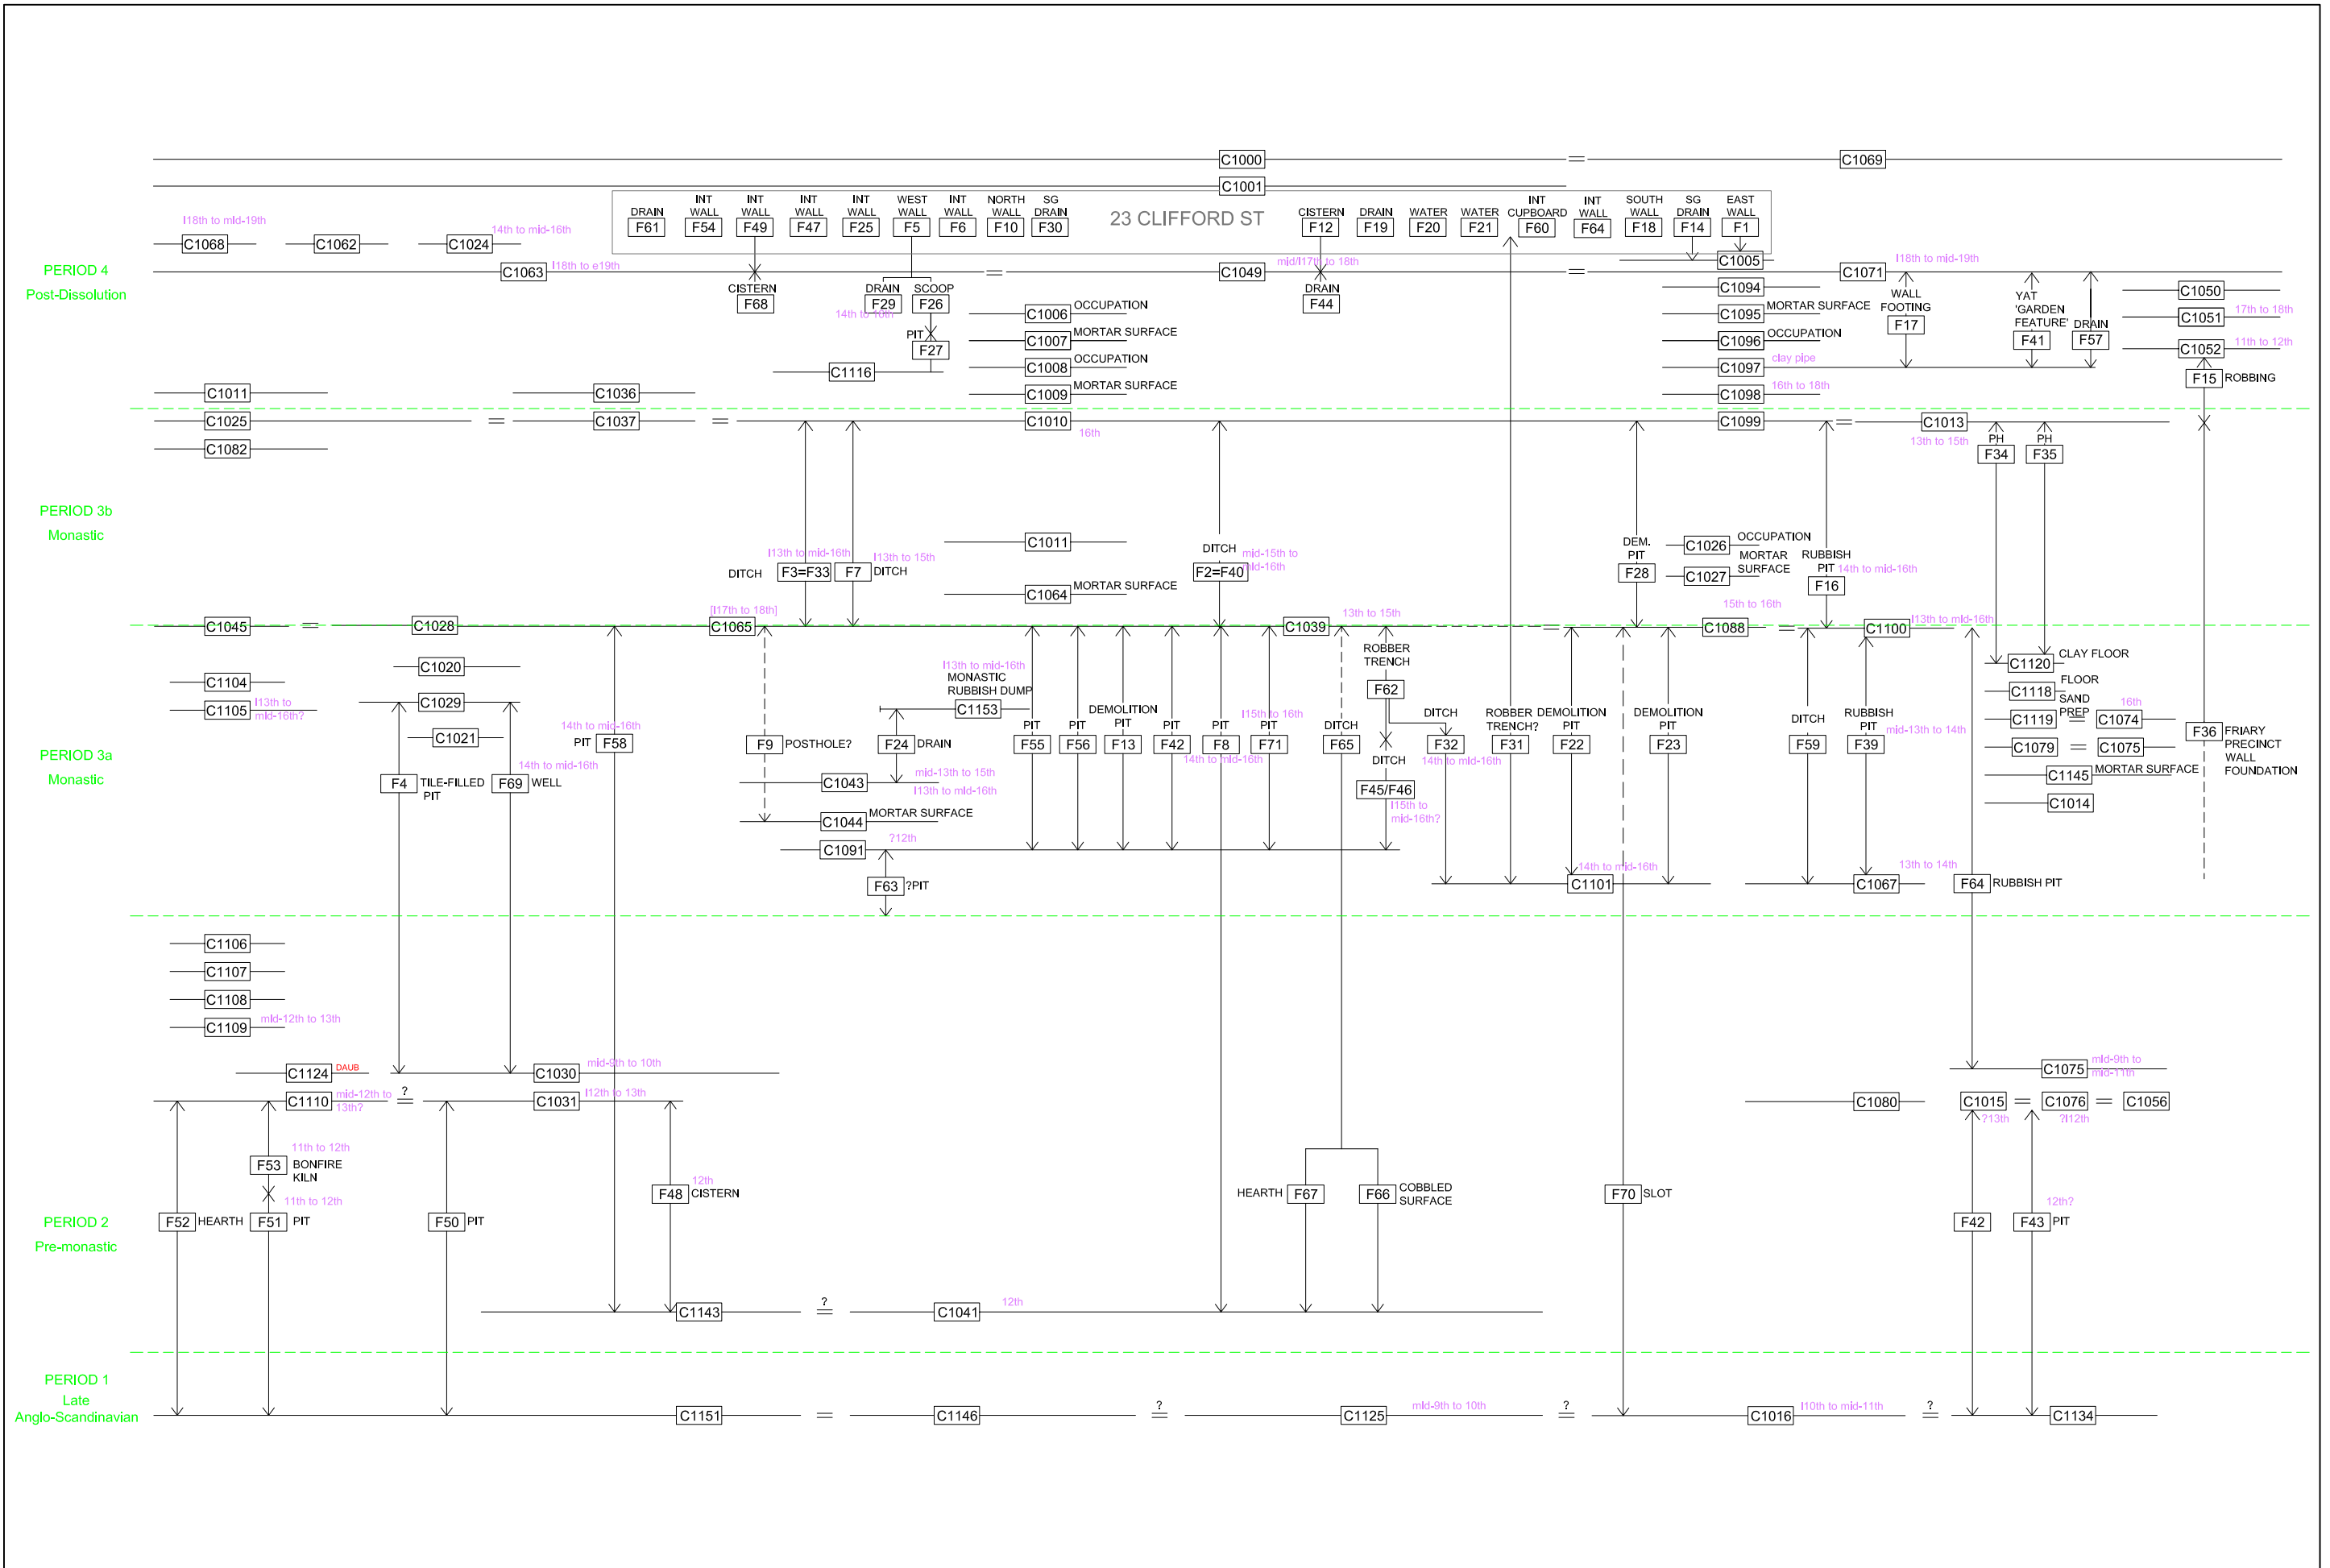 C1000 = C1069
C1001
23 CLIFFORD ST
DRAIN
F61
INT
WALL
F54
INT
WALL
F49
INT
WALL
F47
INT
WALL
F25
WEST
WALL
F5
INT
WALL
F6
NORTH
WALL
F10
SG
DRAIN
F30
CISTERN
F12
DRAIN
F19
WATER
F20
WATER
F21
INT
CUPBOARD
F60
INT
WALL
F64
SOUTH
WALL
F18
SG
DRAIN
F14
EAST
WALL
F1
l18th to mid-19th
C1068
C1062
14th to mid-16th
C1024
PERIOD 4
Post-Dissolution
C1063 l18th to e19th = C1049 mid/l17th to 18th = C1071 l18th to mid-19th
C1005
CISTERN
F68
DRAIN
F29
14th to 16th
SCOOP
F26
PIT
F27
C1116
DRAIN
F44
C1006 OCCUPATION
C1007 MORTAR SURFACE
C1008 OCCUPATION
C1009 MORTAR SURFACE
C1094
C1095 MORTAR SURFACE
C1096 OCCUPATION
C1097 clay pipe
C1098 16th to 18th
WALL
FOOTING
F17
YAT
'GARDEN
FEATURE'
F41
DRAIN
F57
C1050
C1051 17th to 18th
C1052 11th to 12th
F15 ROBBING
C1011
C1036
C1025 = C1037 = C1010 16th
C1099 = C1013
13th to 15th
C1082
PH
F34
PH
F35
PERIOD 3b
Monastic
DITCH
F3=F33
l13th to mid-16th
F7
l13th to 15th
DITCH
C1011
C1064 MORTAR SURFACE
DITCH
F2=F40
mid-15th to
mid-16th
DEM.
PIT
F28
C1026 OCCUPATION
C1027 MORTAR
SURFACE
RUBBISH
PIT
F16
14th to mid-16th
C1045 = C1028
C1065 [l17th to 18th]
C1039 13th to 15th
= C1088 15th to 16th
= C1100 l13th to mid-16th
PERIOD 3a
Monastic
C1104
C1105 l13th to
mid-16th?
C1020
C1029
C1021
F4 TILE-FILLED
PIT
14th to mid-16th
F69 WELL
14th to mid-16th
PIT F58
F9 POSTHOLE?
l13th to mid-16th
MONASTIC
RUBBISH DUMP
C1153
F24 DRAIN
C1043 mid-13th to 15th
l13th to mid-16th
C1044 MORTAR SURFACE
C1091 ?12th
F63 ?PIT
PIT
F55
PIT
F56
DEMOLITION
PIT
F13
PIT
F42
PIT
F8
14th to mid-16th
l15th to 16th
PIT
F71
DITCH
F65
ROBBER
TRENCH
F62
DITCH
F45/F46
l15th to
mid-16th?
DITCH
F32
14th to mid-16th
ROBBER
TRENCH?
F31
DEMOLITION
PIT
F22
DEMOLITION
PIT
F23
14th to mid-16th
C1101
DITCH
F59
RUBBISH
PIT
F39
mid-13th to 14th
13th to 14th
C1067
F64 RUBBISH PIT
C1120 CLAY FLOOR
C1118 FLOOR
SAND
PREP
C1119 = C1074 16th
C1079 = C1075
C1145 MORTAR SURFACE
C1014
F36 FRIARY
PRECINCT
WALL
FOUNDATION
C1106
C1107
C1108
C1109 mid-12th to 13th
C1124 DAUB
C1030 mid-9th to 10th
C1075 mid-9th to
mid-11th
C1110 mid-12th to
13th?
?
=
C1031 l12th to 13th
C1080
C1015 = C1076 = C1056
?13th
?l12th
11th to 12th
F53 BONFIRE
KILN
11th to 12th
PERIOD 2
Pre-monastic
F52 HEARTH
F51 PIT
F50 PIT
12th
F48 CISTERN
HEARTH F67
F66 COBBLED
SURFACE
F70 SLOT
F42
12th?
F43 PIT
C1143
?
=
C1041 12th
PERIOD 1
Late
Anglo-Scandinavian
C1151 = C1146
?
=
C1125 mid-9th to 10th
?
=
C1016 l10th to mid-11th
?
=
C1134